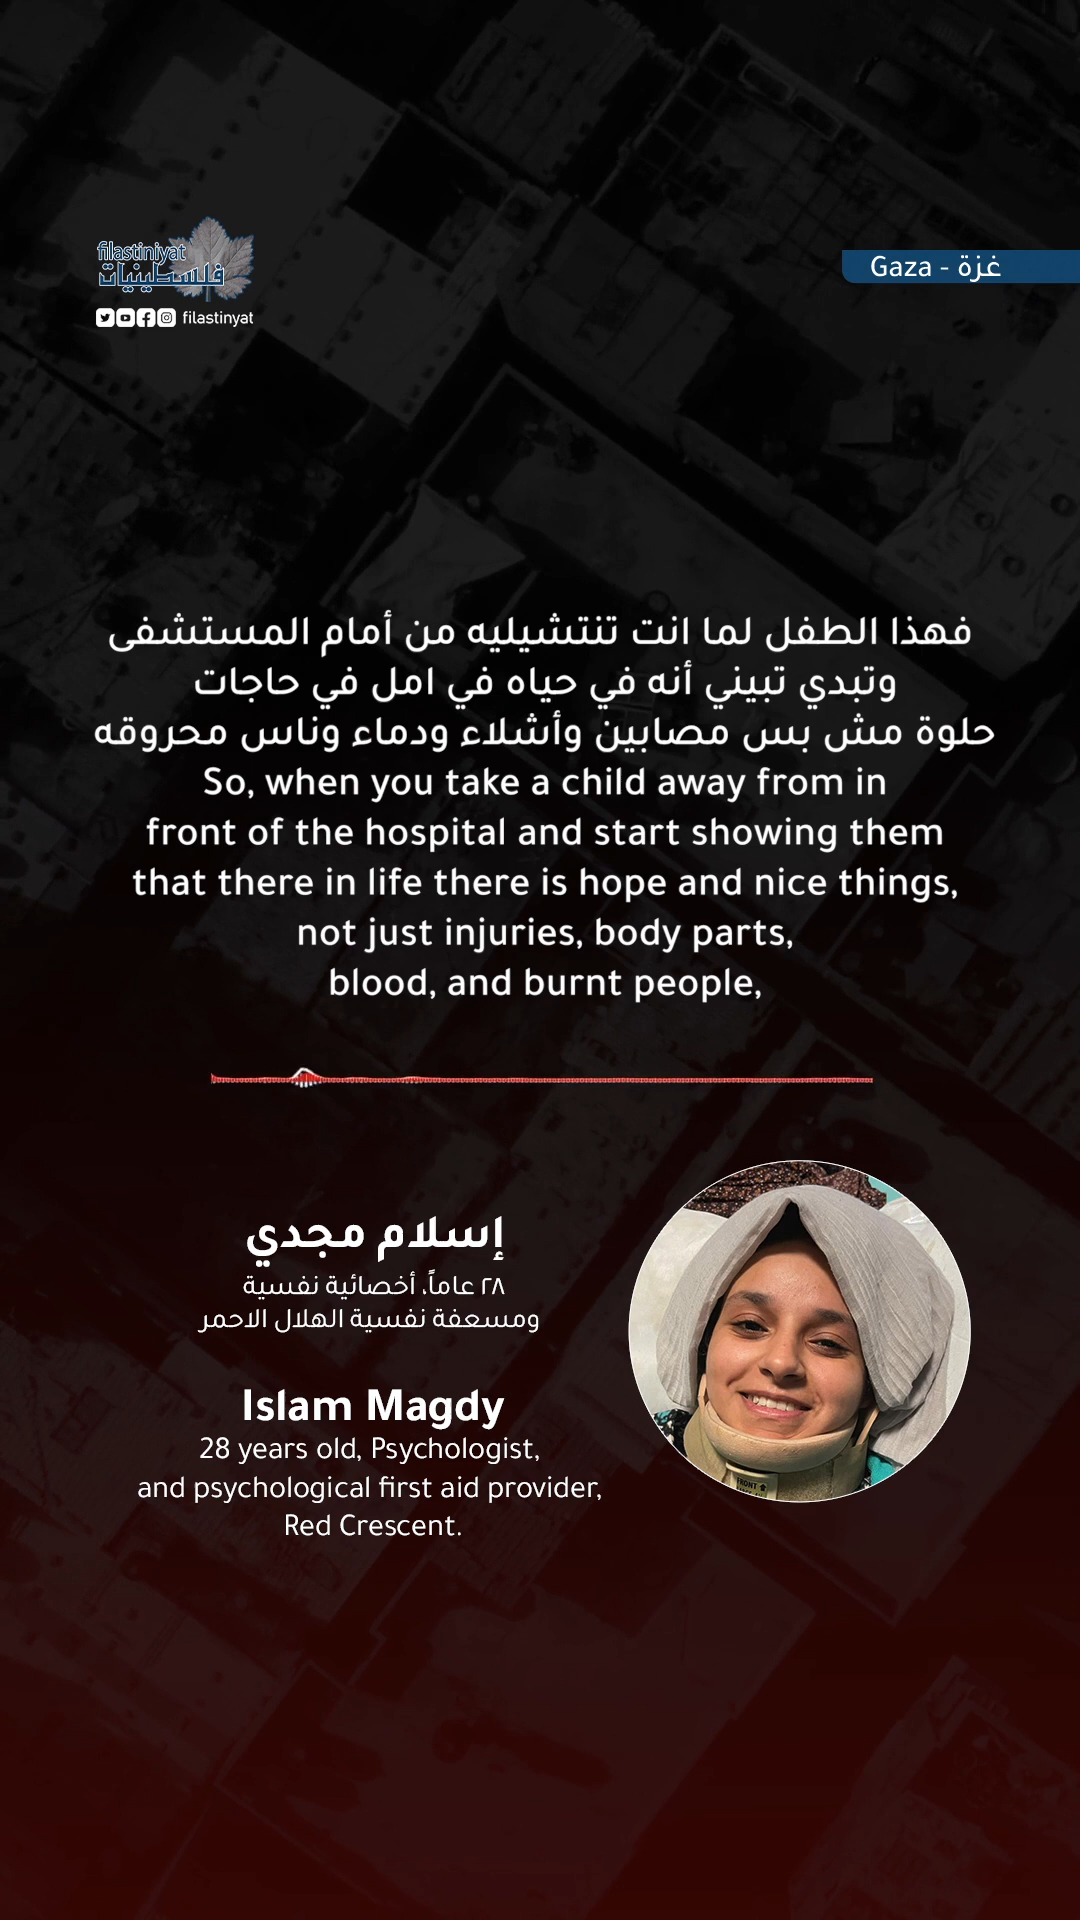 filastiniyat
فلسطينيات
filastinyat
Gaza - غزة
فهذا الطفل لما انت تنتشيليه من أمام المستشفى
وتبدي تبيني أنه في حياه في امل في حاجات
حلوة مش بس مصابين وأشلاء ودماء وناس محروقه
So, when you take a child away from in
front of the hospital and start showing them
that there in life there is hope and nice things,
not just injuries, body parts,
blood, and burnt people,
إسلام مجدي
٢٨ عاماً، أخصائية نفسية
ومسعفة نفسية الهلال الاحمر
Islam Magdy
28 years old, Psychologist,
and psychological first aid provider,
Red Crescent.
FRONT